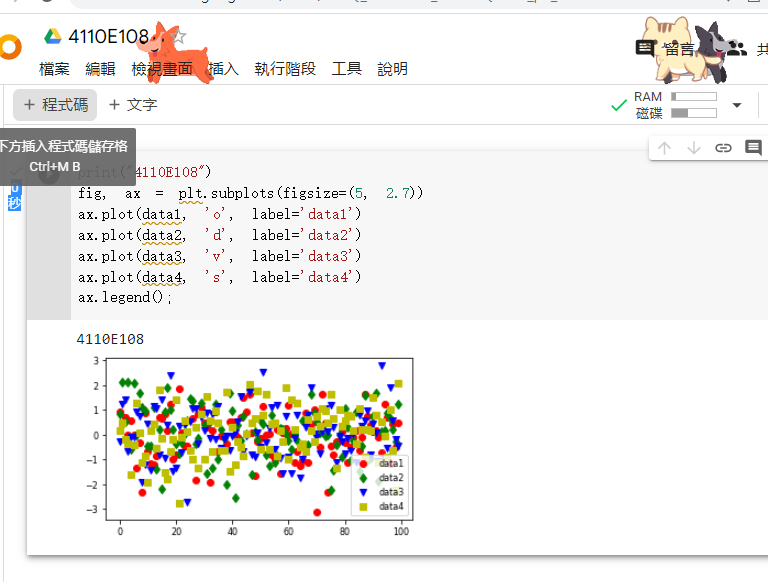 4110E108
檔案 編輯 檢視畫面 插入 執行階段 工具 說明
留言 共
+ 程式碼 + 文字
RAM
磁碟
下方插入程式碼儲存格
Ctrl+M B
0
秒
print("4110E108")
fig, ax = plt.subplots(figsize=(5, 2.7))
ax.plot(data1, 'o', label='data1')
ax.plot(data2, 'd', label='data2')
ax.plot(data3, 'v', label='data3')
ax.plot(data4, 's', label='data4')
ax.legend();
4110E108
3
2
1
0
−1
−2
−3
0 20 40 60 80 100
data1
data2
data3
data4